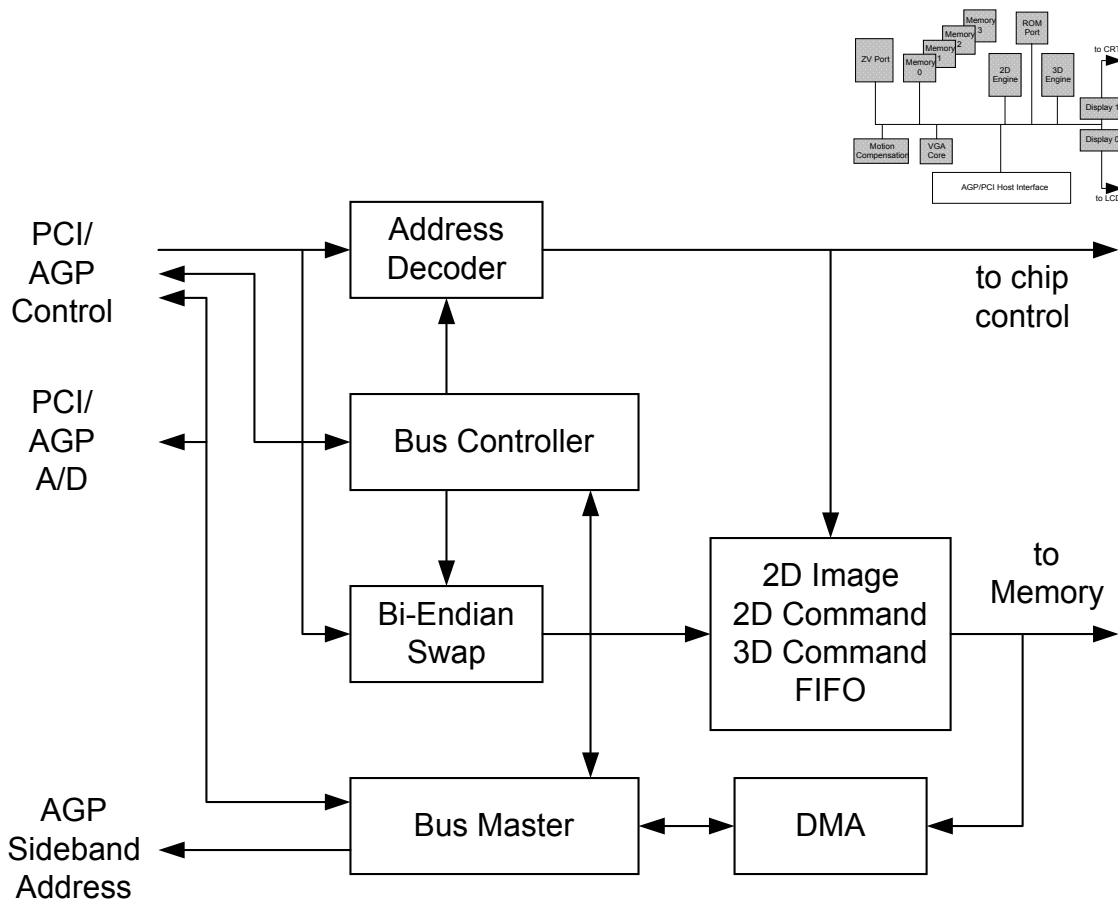 Memory
3
Memory
2
Memory
1
Memory
0
ROM
Port
ZV Port
2D
Engine
3D
Engine
to CRT
Display 1
Display 0
Motion
Compensation
VGA
Core
AGP/PCI Host Interface
to LCD
PCI/
AGP
Control
Address
Decoder
to chip
control
PCI/
AGP
A/D
Bus Controller
Bi-Endian
Swap
2D Image
2D Command
3D Command
FIFO
to
Memory
AGP
Sideband
Address
Bus Master
DMA